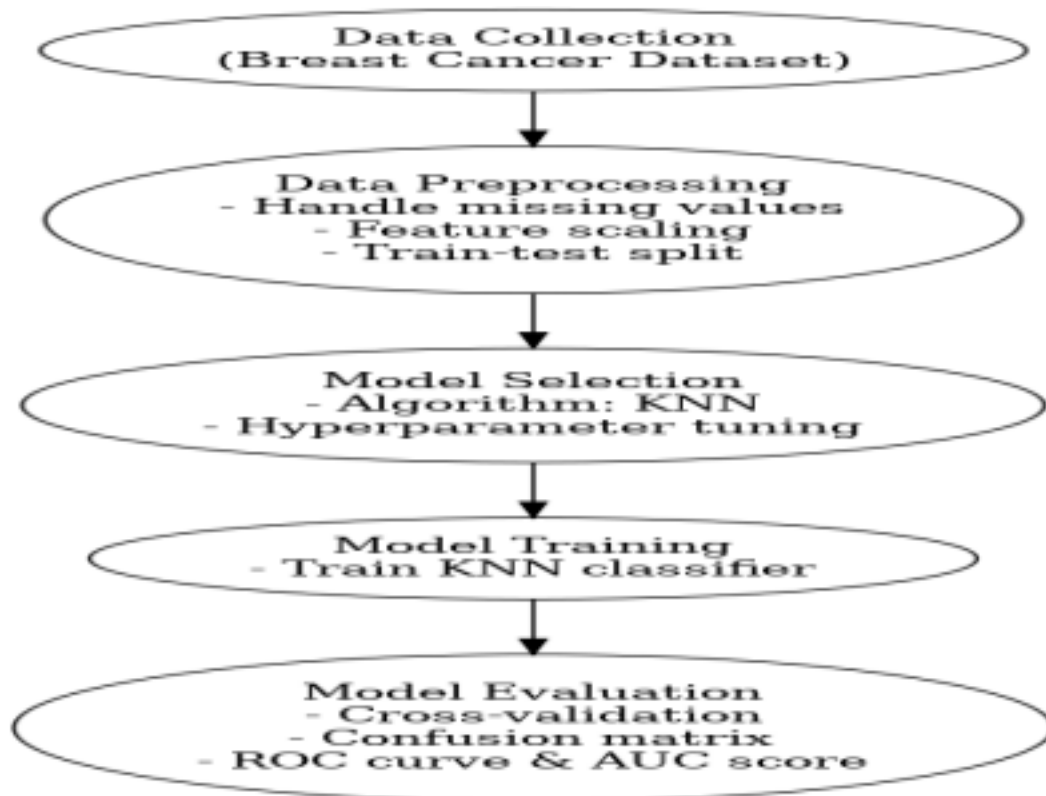 Data Collection
(Breast Cancer Dataset)
Data Preprocessing
- Handle missing values
- Feature scaling
- Train-test split
Model Selection
- Algorithm: KNN
- Hyperparameter tuning
Model Training
- Train KNN classifier
Model Evaluation
- Cross-validation
- Confusion matrix
- ROC curve & AUC score